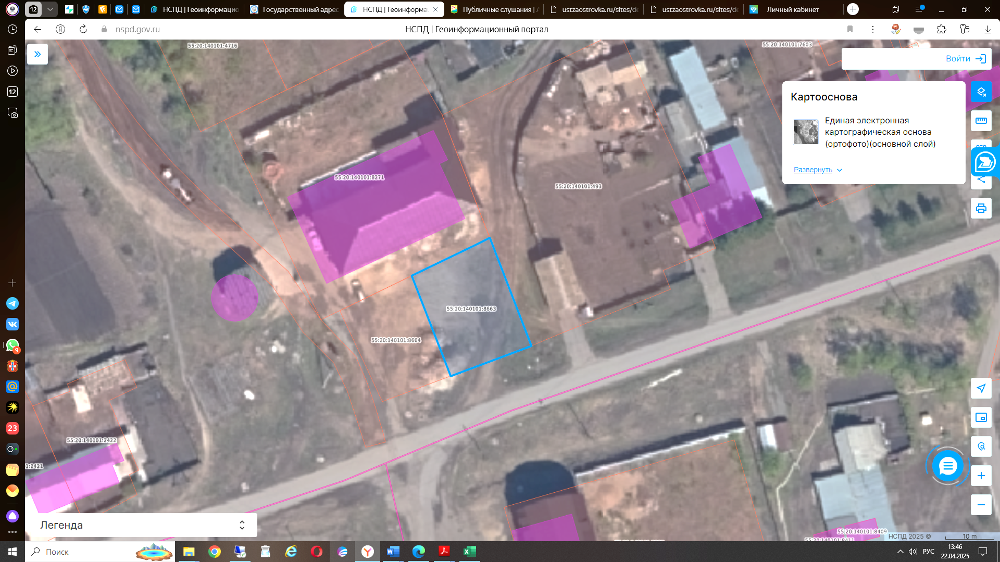 12
НСПД | Геоинформацио
Государственный адрес
НСПД | Геоинформац
Публичные слушания | А
ustzaostrovka.ru/sites/de
ustzaostrovka.ru/sites/de
Личный кабинет
nspd.gov.ru
НСПД | Геоинформационный портал
55:20:140101:4716
55:20:140101:7603
Войти
12
Картооснова
Единая электронная
картографическая основа
(ортофото)(основной слой)
Развернуть
55:20:140101:8271
55:20:140101:493
55:20:140101:8663
55:20:140101:8664
9
23
55:20:140101:2422
1:2421
Легенда
55:20:140101:8409
НСПД 2025 ©
10 m
55:20:140101:8411
Поиск
РУС
13:46
22.04.2025